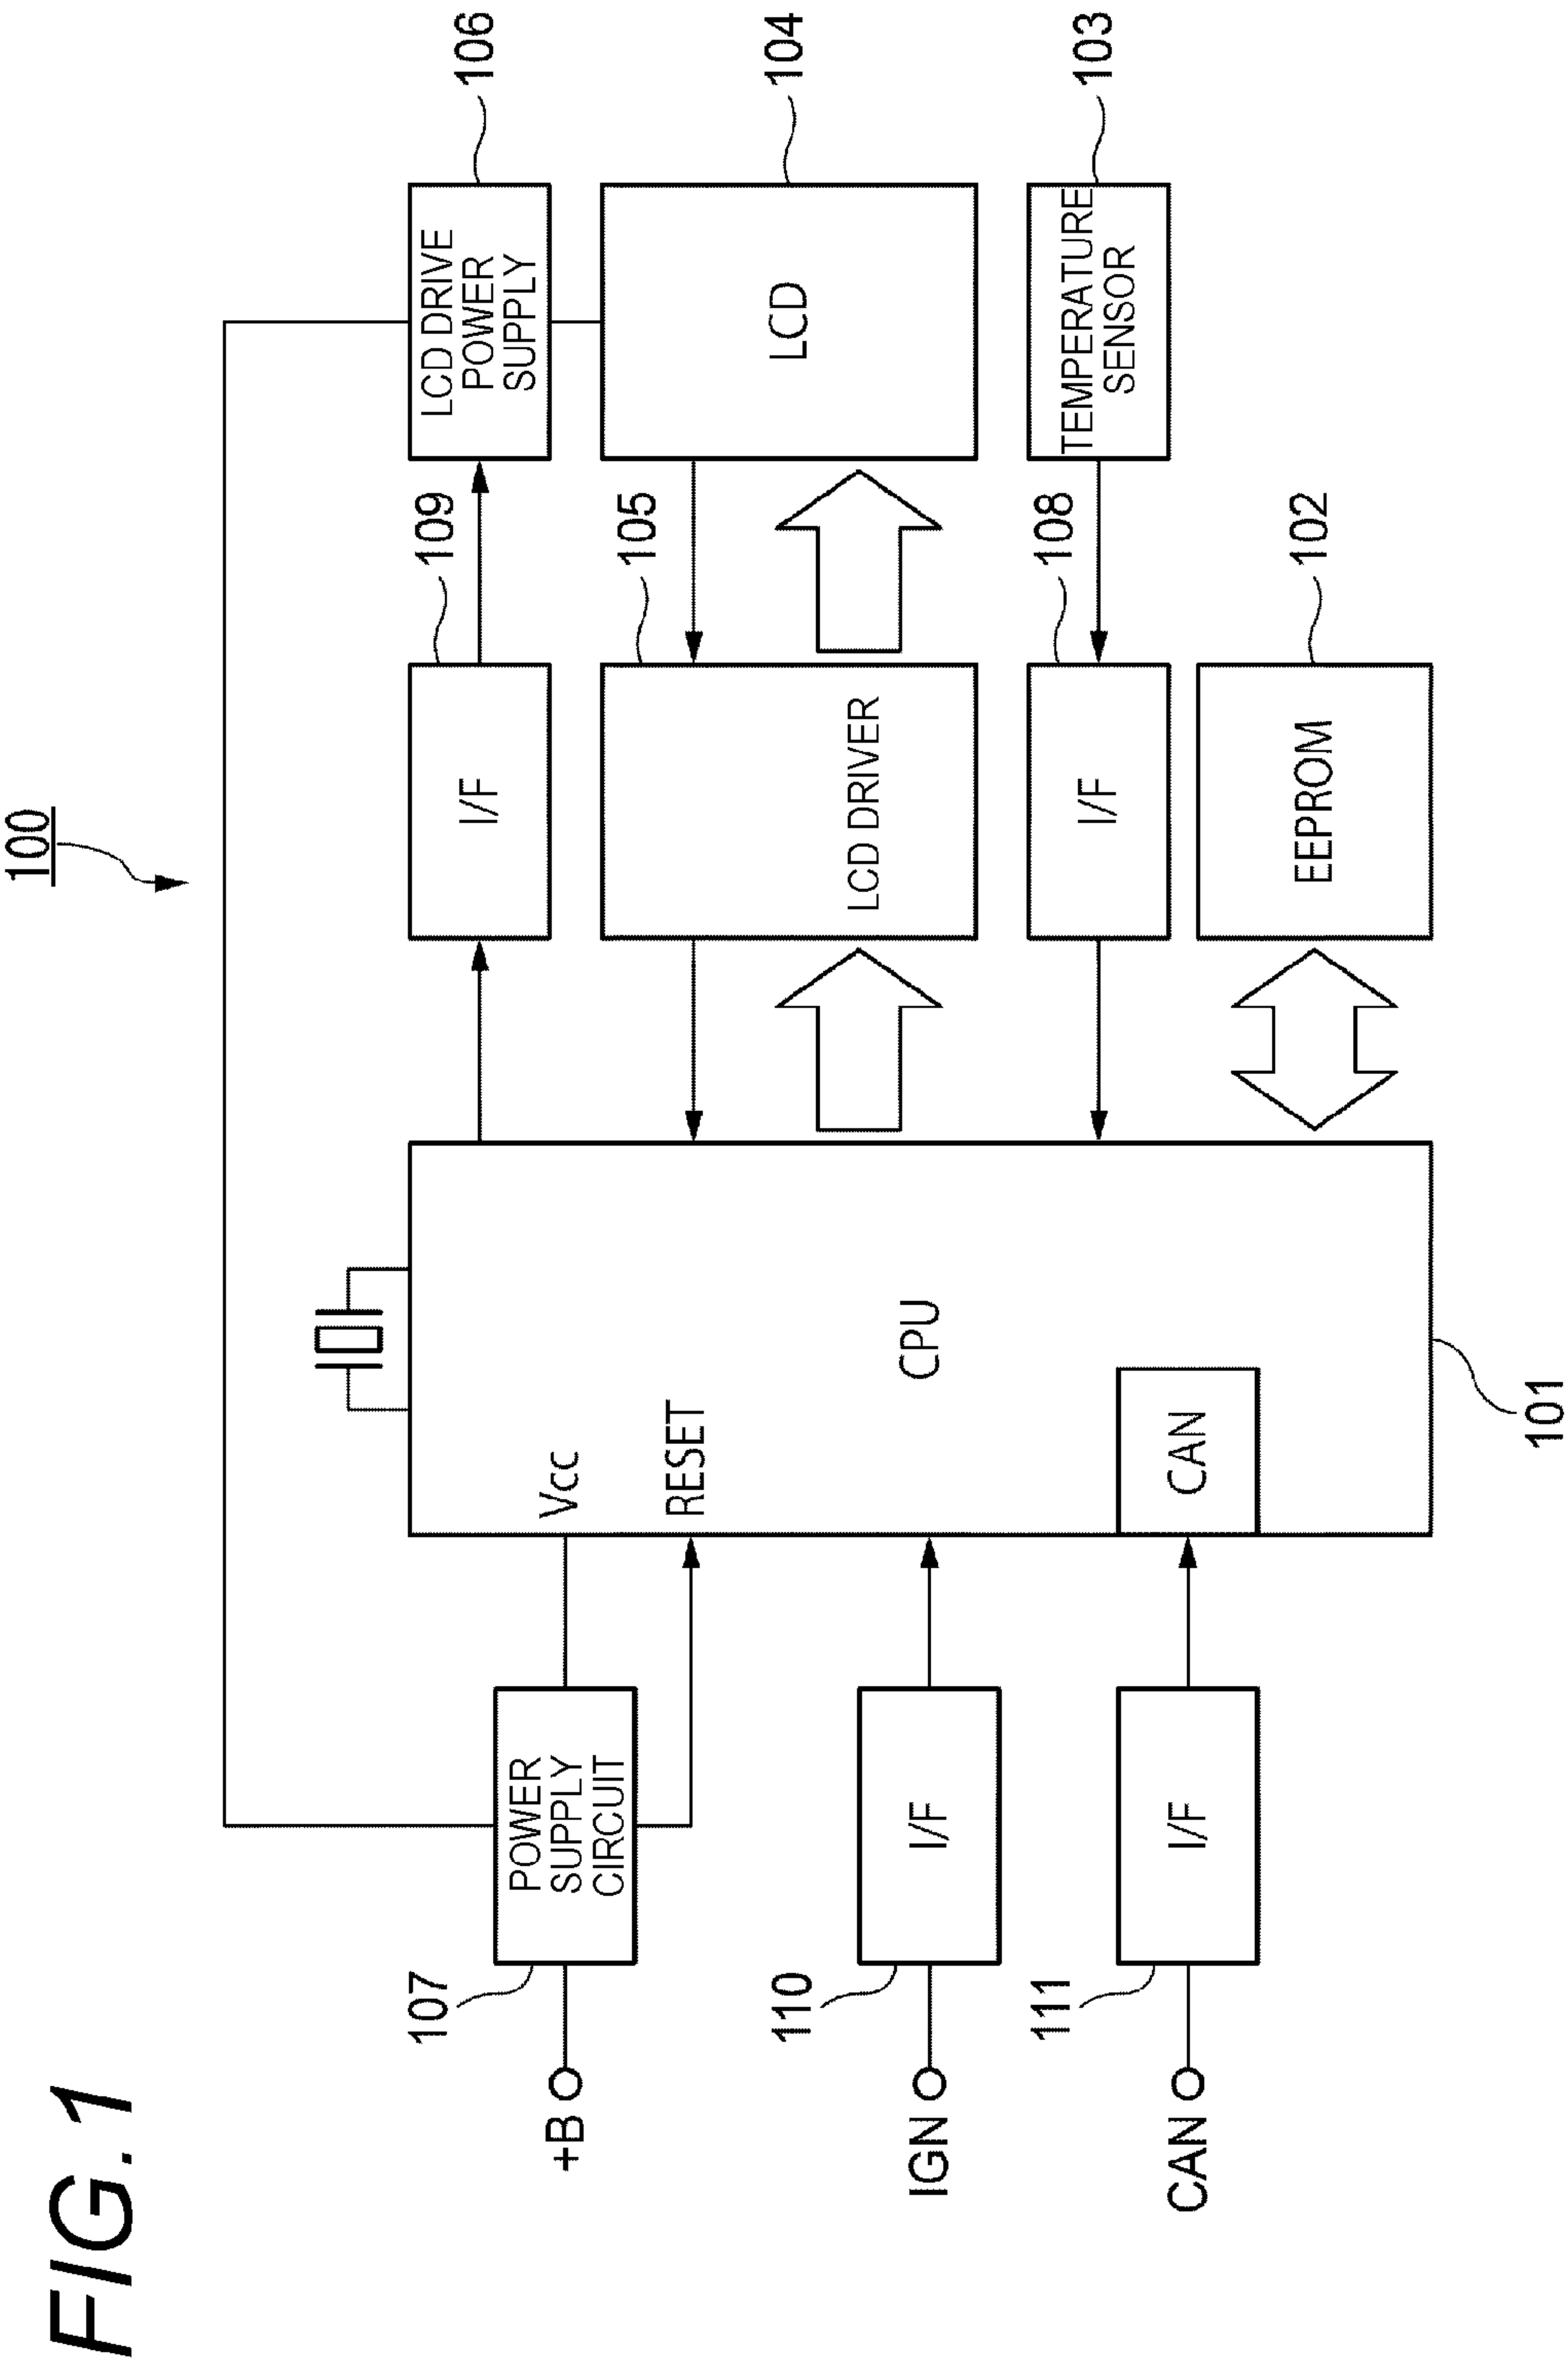 FIG.1
100
106
LCD DRIVE
POWER
SUPPLY
109
I/F
104
LCD
105
LCD DRIVER
103
TEMPERATURE
SENSOR
108
I/F
102
EEPROM
Vcc
RESET
CPU
CAN
101
107
POWER
SUPPLY
CIRCUIT
+B
110
I/F
IGN
111
I/F
CAN